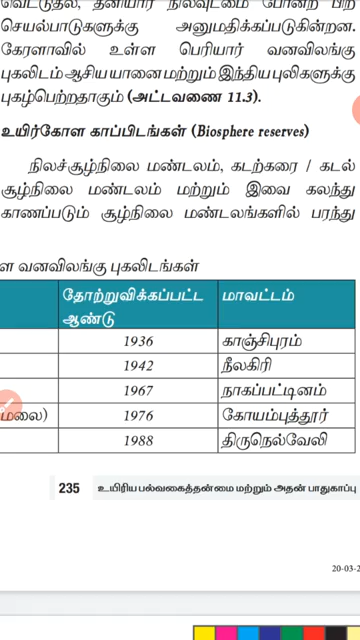 வெட்டுதல், தனியார் நிலவுடமை போன்ற பிற
செயல்பாடுகளுக்கு அனுமதிக்கப்படுகின்றன.
கேரளாவில் உள்ள பெரியார் வனவிலங்கு
புகலிடம் ஆசிய யானை மற்றும் இந்திய புலிகளுக்கு
புகழ்பெற்றதாகும் (அட்டவணை 11.3).
உயிர்கோள காப்பிடங்கள் (Biosphere reserves)
நிலச்சூழ்நிலை மண்டலம், கடற்கரை / கடல்
சூழ்நிலை மண்டலம் மற்றும் இவை கலந்து
காணப்படும் சூழ்நிலை மண்டலங்களில் பரந்து
ள வனவிலங்கு புகலிடங்கள்
தோற்றுவிக்கப்பட்ட ஆண்டு மாவட்டம்
1936 காஞ்சிபுரம்
1942 நீலகிரி
1967 நாகப்பட்டினம்
மலை) 1976 கோயம்புத்தூர்
1988 திருநெல்வேலி
235 உயிரிய பல்வகைத்தன்மை மற்றும் அதன் பாதுகாப்பு
20-03-2